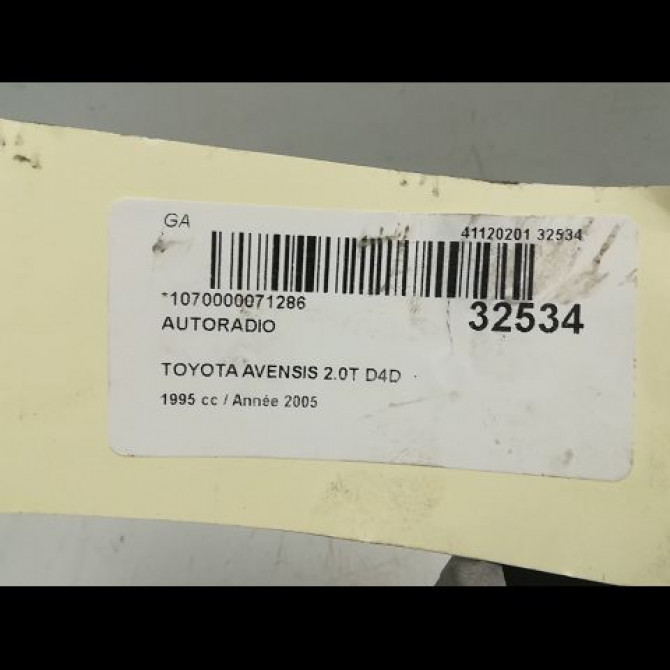 GA
41120201 32534
*1070000071286
32534
AUTORADIO
TOYOTA AVENSIS 2.0T D4D
1995 cc / Année 2005